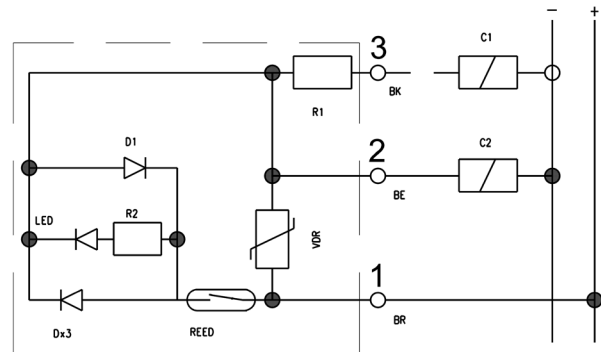 − +
3 C1
BK
R1
D1
2 C2
BE
LED R2
VDR
1
BR
Dx3 REED